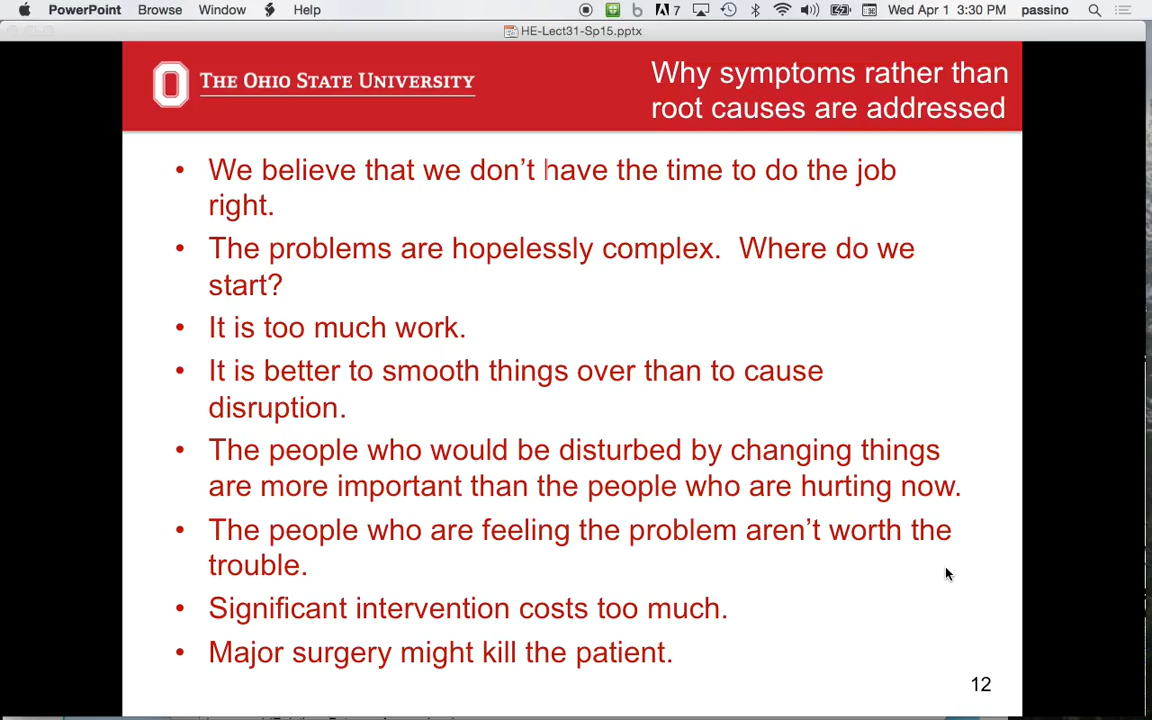 PowerPoint Browse Window Help 7 Wed Apr 1 3:30 PM passino
HE-Lect31-Sp15.pptx
THE OHIO STATE UNIVERSITY
Why symptoms rather than
root causes are addressed
• We believe that we don’t have the time to do the job
right.
• The problems are hopelessly complex.  Where do we
start?
• It is too much work.
• It is better to smooth things over than to cause
disruption.
• The people who would be disturbed by changing things
are more important than the people who are hurting now.
• The people who are feeling the problem aren’t worth the
trouble.
• Significant intervention costs too much.
• Major surgery might kill the patient.
12